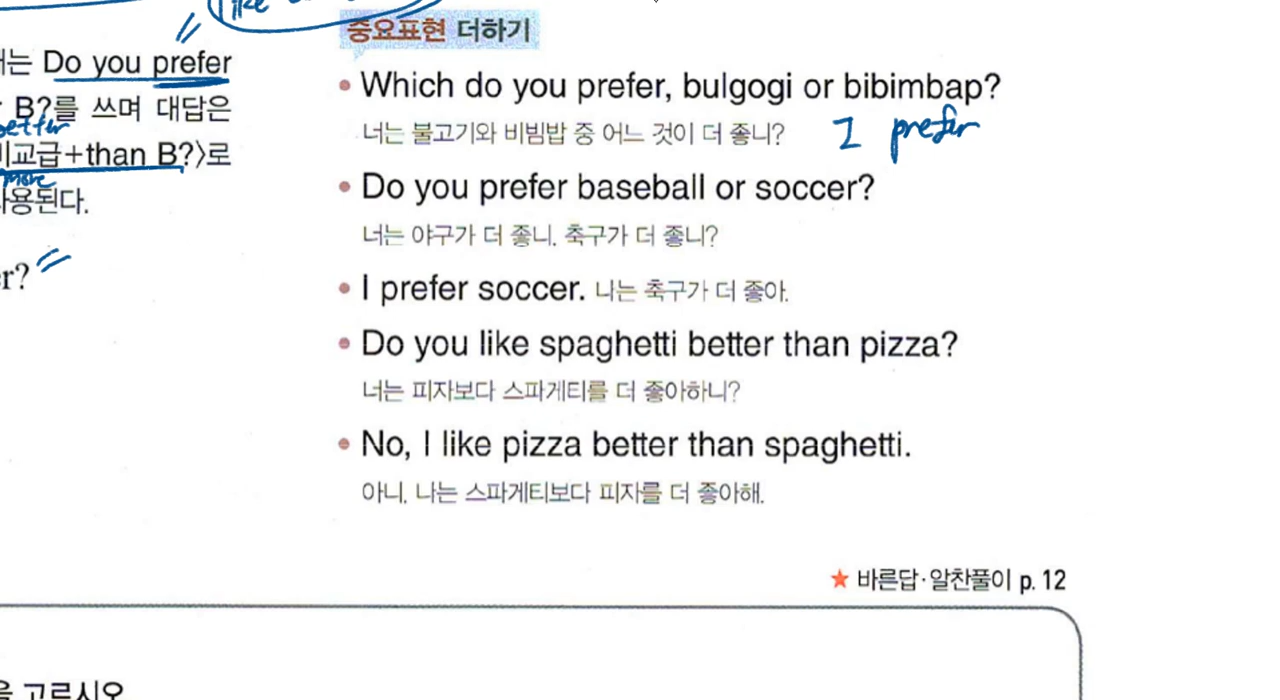 like
중요표현 더하기
는 Do you prefer
B?를 쓰며 대답은
better
비교급+than B?〉로
more
사용된다.
er?
• Which do you prefer, bulgogi or bibimbap?
너는 불고기와 비빔밥 중 어느 것이 더 좋니?
I prefer
• Do you prefer baseball or soccer?
너는 야구가 더 좋니, 축구가 더 좋니?
• I prefer soccer. 나는 축구가 더 좋아.
• Do you like spaghetti better than pizza?
너는 피자보다 스파게티를 더 좋아하니?
• No, I like pizza better than spaghetti.
아니, 나는 스파게티보다 피자를 더 좋아해.
★ 바른답·알찬풀이 p. 12
을 고르시오